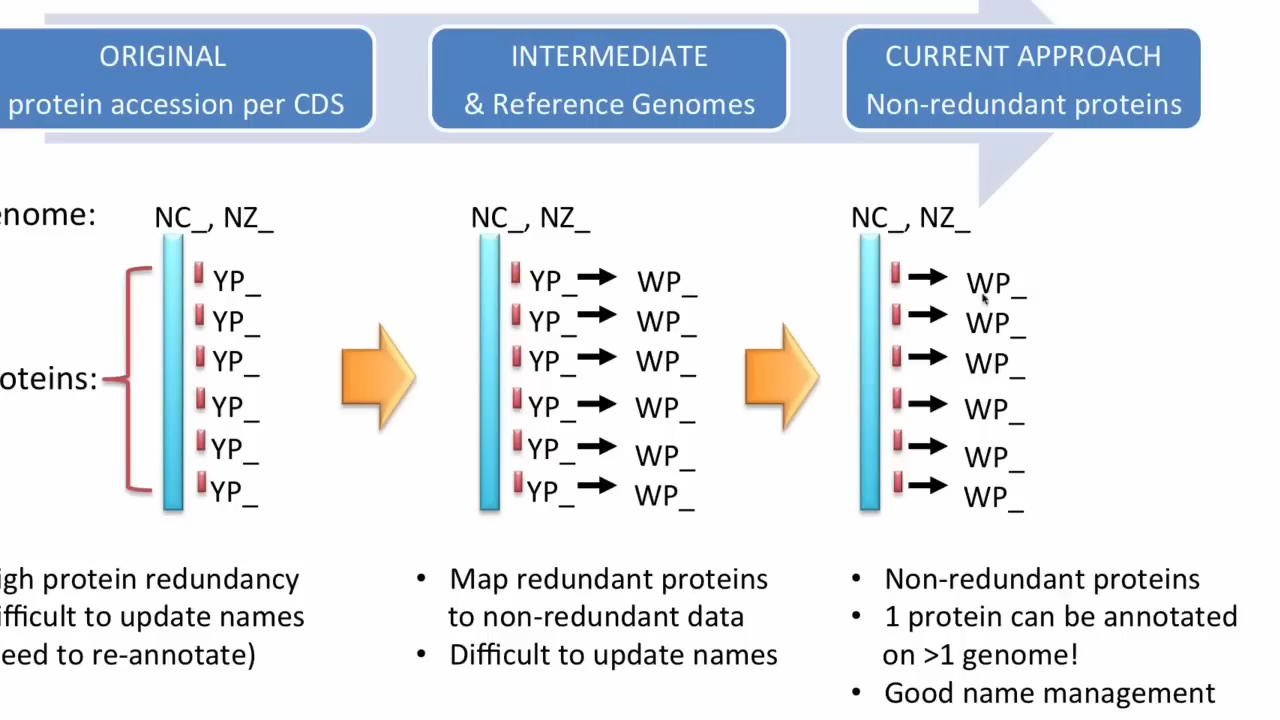 ORIGINAL
protein accession per CDS
INTERMEDIATE
& Reference Genomes
CURRENT APPROACH
Non-redundant proteins
enome:
NC_, NZ_
NC_, NZ_
NC_, NZ_
oteins:
YP_
YP_
YP_
YP_
YP_
YP_
YP_ WP_
YP_ WP_
YP_ WP_
YP_ WP_
YP_ WP_
YP_ WP_
WP_
WP_
WP_
WP_
WP_
WP_
igh protein redundancy
ifficult to update names
eed to re-annotate)
• Map redundant proteins
to non-redundant data
• Difficult to update names
• Non-redundant proteins
• 1 protein can be annotated
on >1 genome!
• Good name management